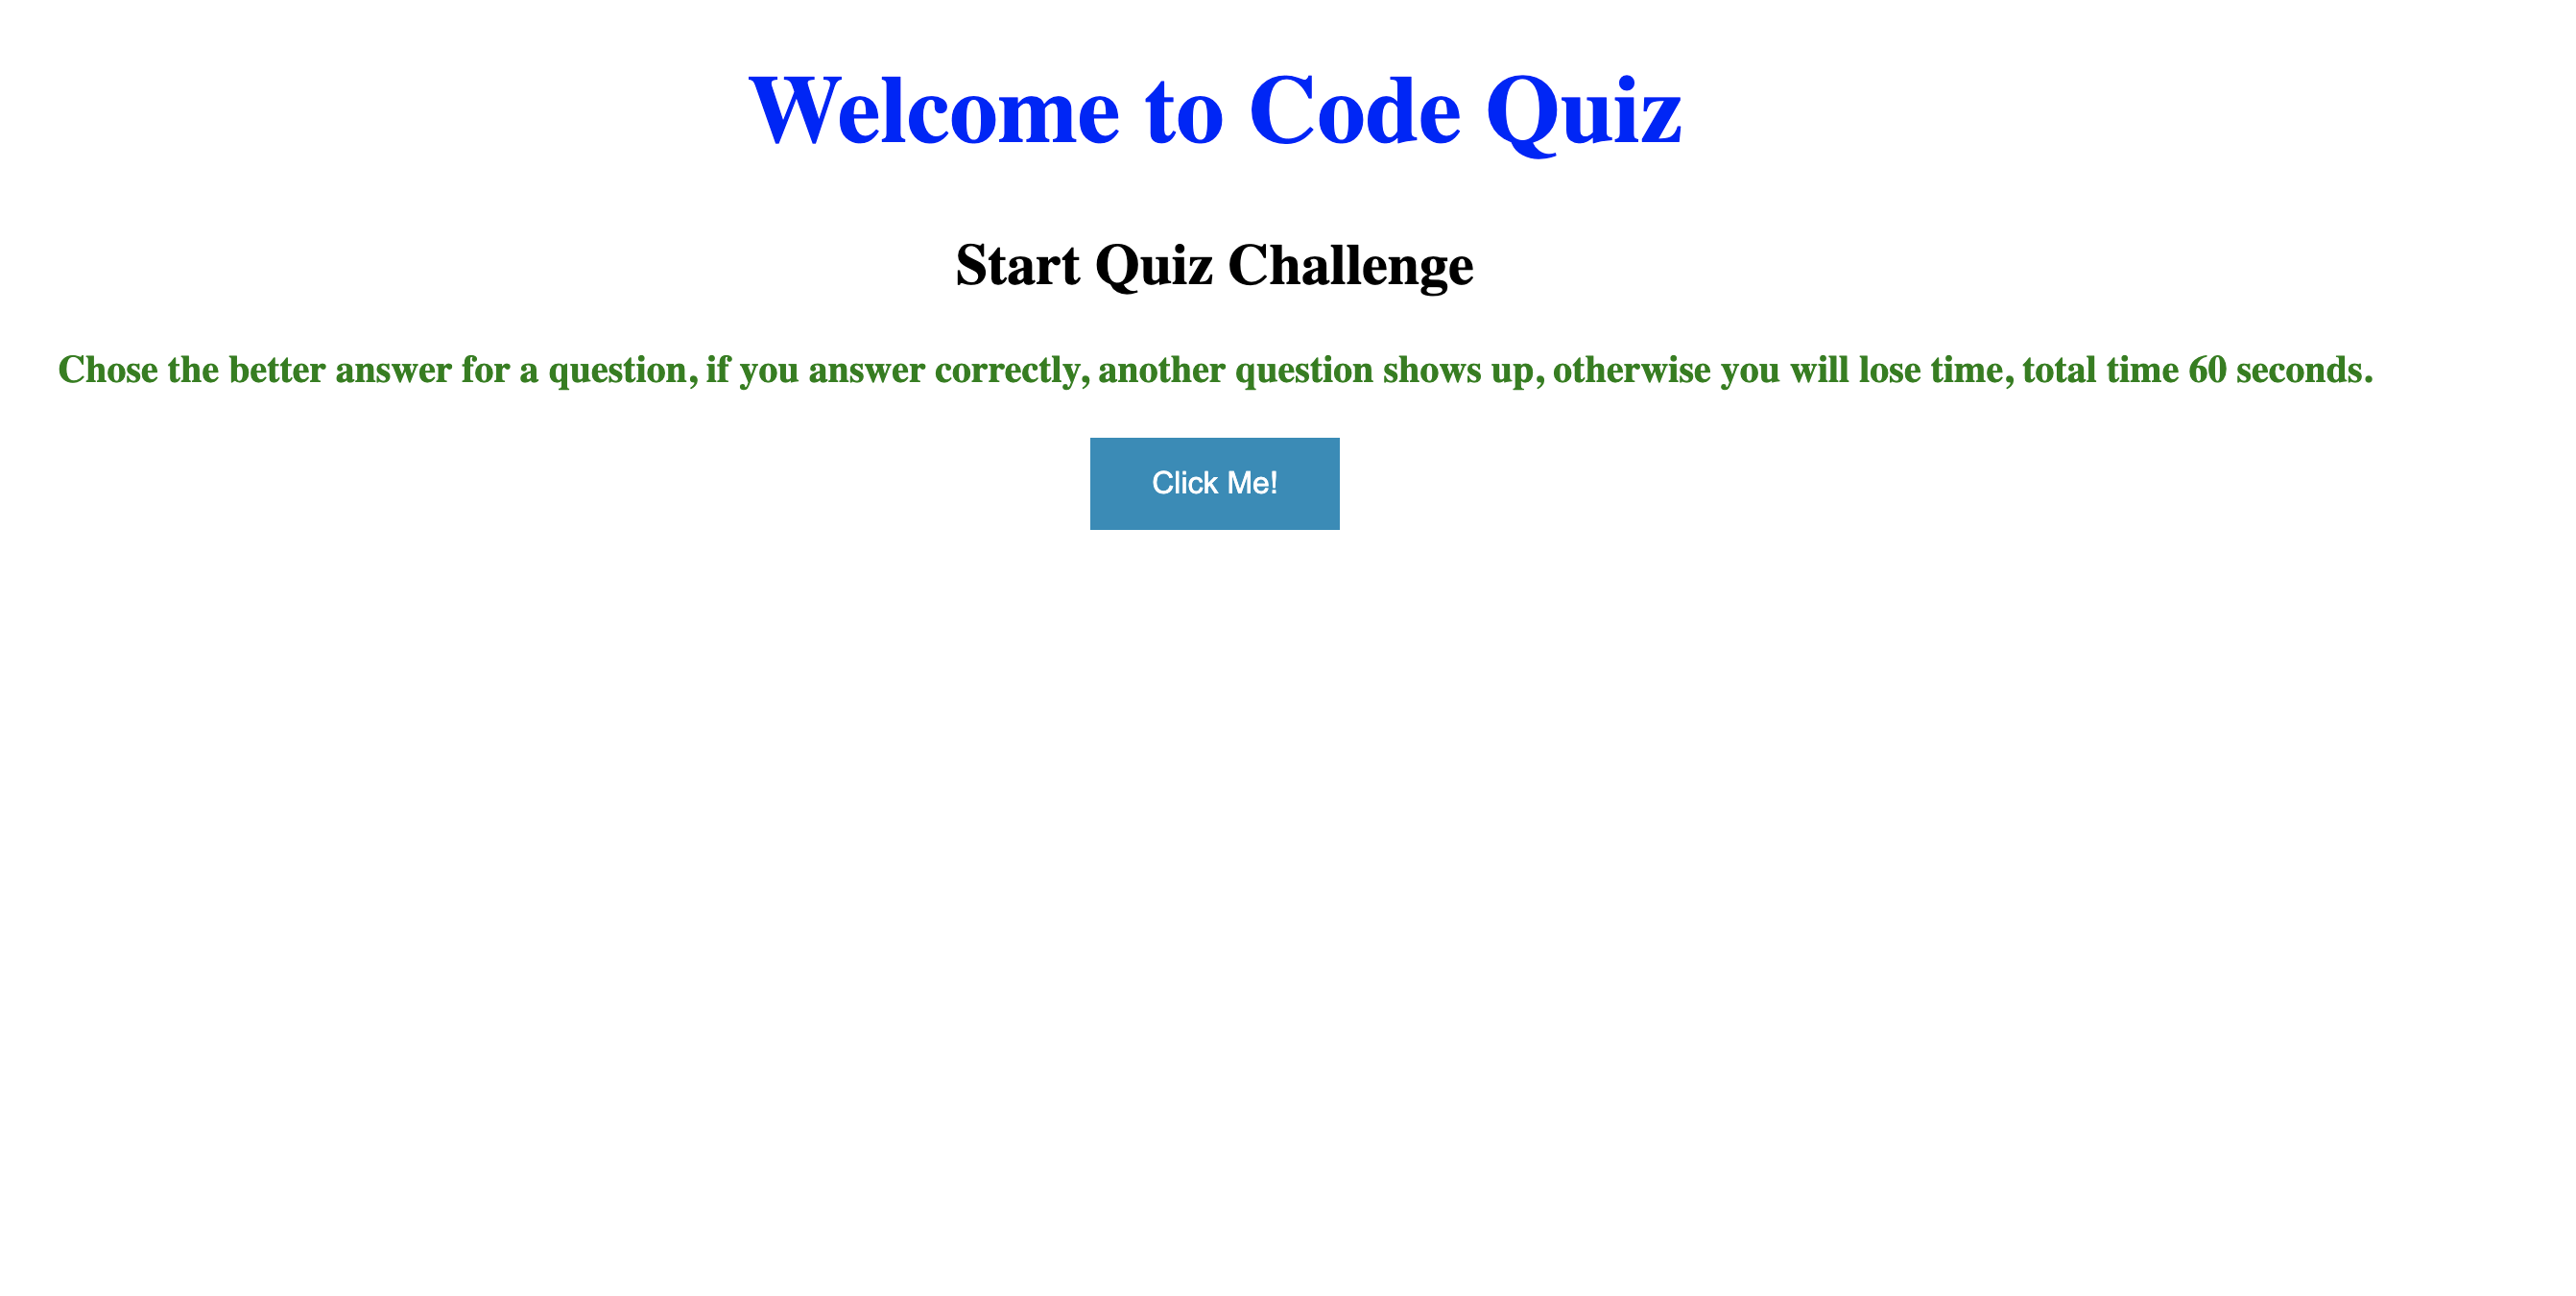 Welcome to Code Quiz
Start Quiz Challenge
Chose the better answer for a question, if you answer correctly, another question shows up, otherwise you will lose time, total time 60 seconds.
Click Me!